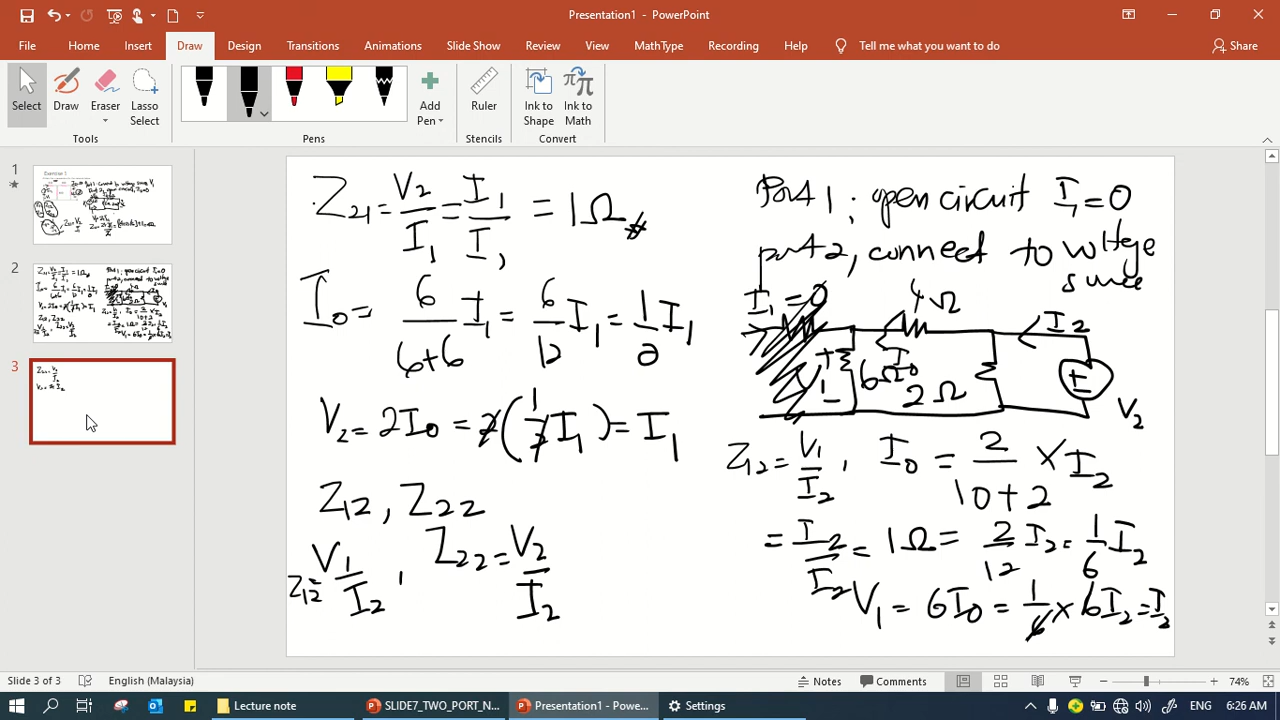 Presentation1 - PowerPoint
File Home Insert Draw Design Transitions Animations Slide Show Review View MathType Recording Help Tell me what you want to do Share
Select Draw Eraser Lasso Select Add Pen Ruler Ink to Shape Ink to Math
Tools Pens Stencils Convert
1
2
3
Z21 = V2/I1 = I1/I1 = 1Ω
I0 = 6/(6+6) I1 = 6/12 I1 = 1/2 I1
V2 = 2I0 = 2(1/2 I1) = I1
Z12, Z22
Z12 = V1/I2, Z22 = V2/I2
Port 1; open circuit I1 = 0
port 2, connect to
I1 = 0 4Ω
I2
+ V1 - 6Ω I0 2Ω + - V2
Z12 = V1/I2, I0 = 2/(10+2) × I2
= I2/I2 = 1Ω = 2/12 I2 = 1/6 I2
V1 = 6I0 = 1/6 × 6I2 = I2
Slide 3 of 3 English (Malaysia) Notes Comments 74%
Lecture note SLIDE7_TWO_PORT_N... Presentation1 - Powe... Settings ENG 6:26 AM